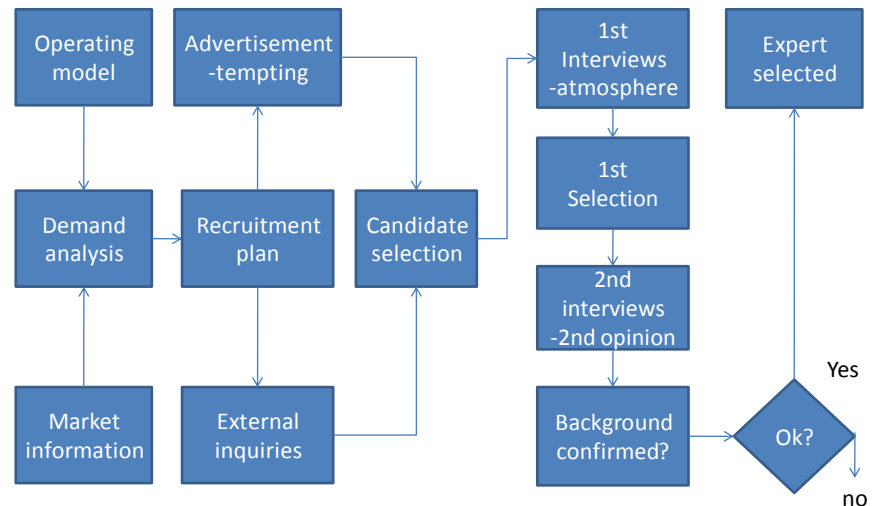 Operating
model
Advertisement
-tempting
1st
Interviews
-atmosphere
Expert
selected
Demand
analysis
Recruitment
plan
Candidate
selection
1st
Selection
2nd
interviews
-2nd opinion
Market
information
External
inquiries
Background
confirmed?
Ok?
Yes
no